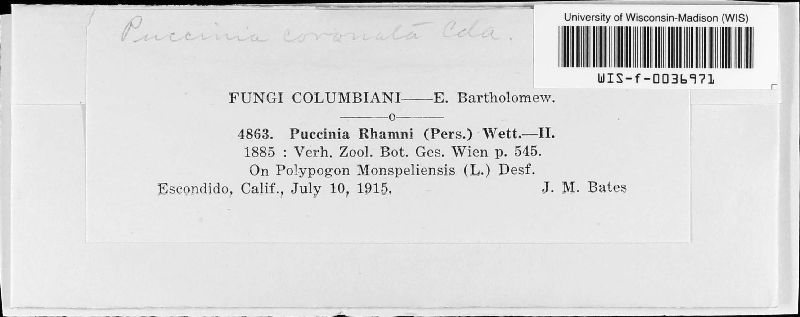 Puccinia coronata Cda.
University of Wisconsin-Madison (WIS)
WIS-f-0036971
FUNGI COLUMBIANI——E. Bartholomew.
———o———
4863. Puccinia Rhamni (Pers.) Wett.—II.
1885 : Verh. Zool. Bot. Ges. Wien p. 545.
On Polypogon Monspeliensis (L.) Desf.
Escondido, Calif., July 10, 1915. J. M. Bates